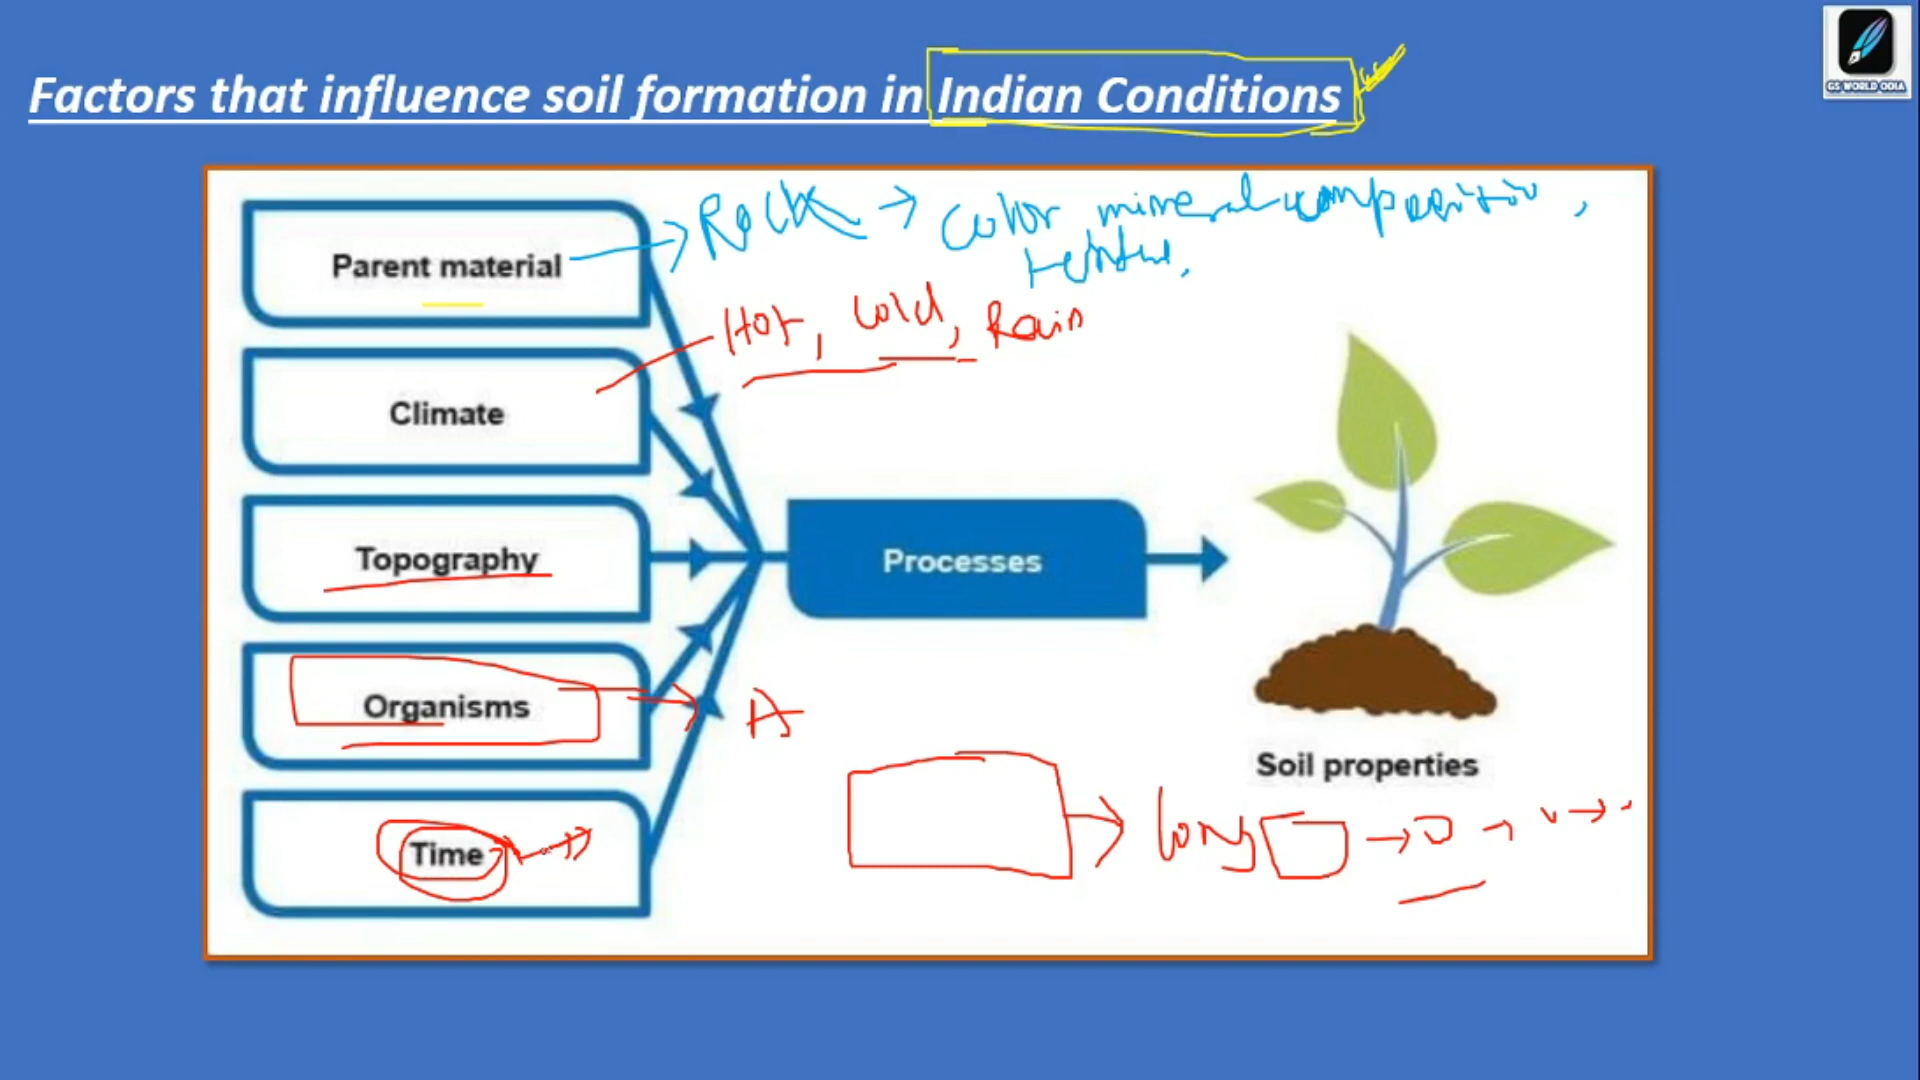 Factors that influence soil formation in Indian Conditions
GS WORLD ODIA
Parent material → Rock → Color mineral composition,
texture.
Hot, Cold, Rain
Climate
Topography
Processes
Organisms → A
Soil properties
Time
long